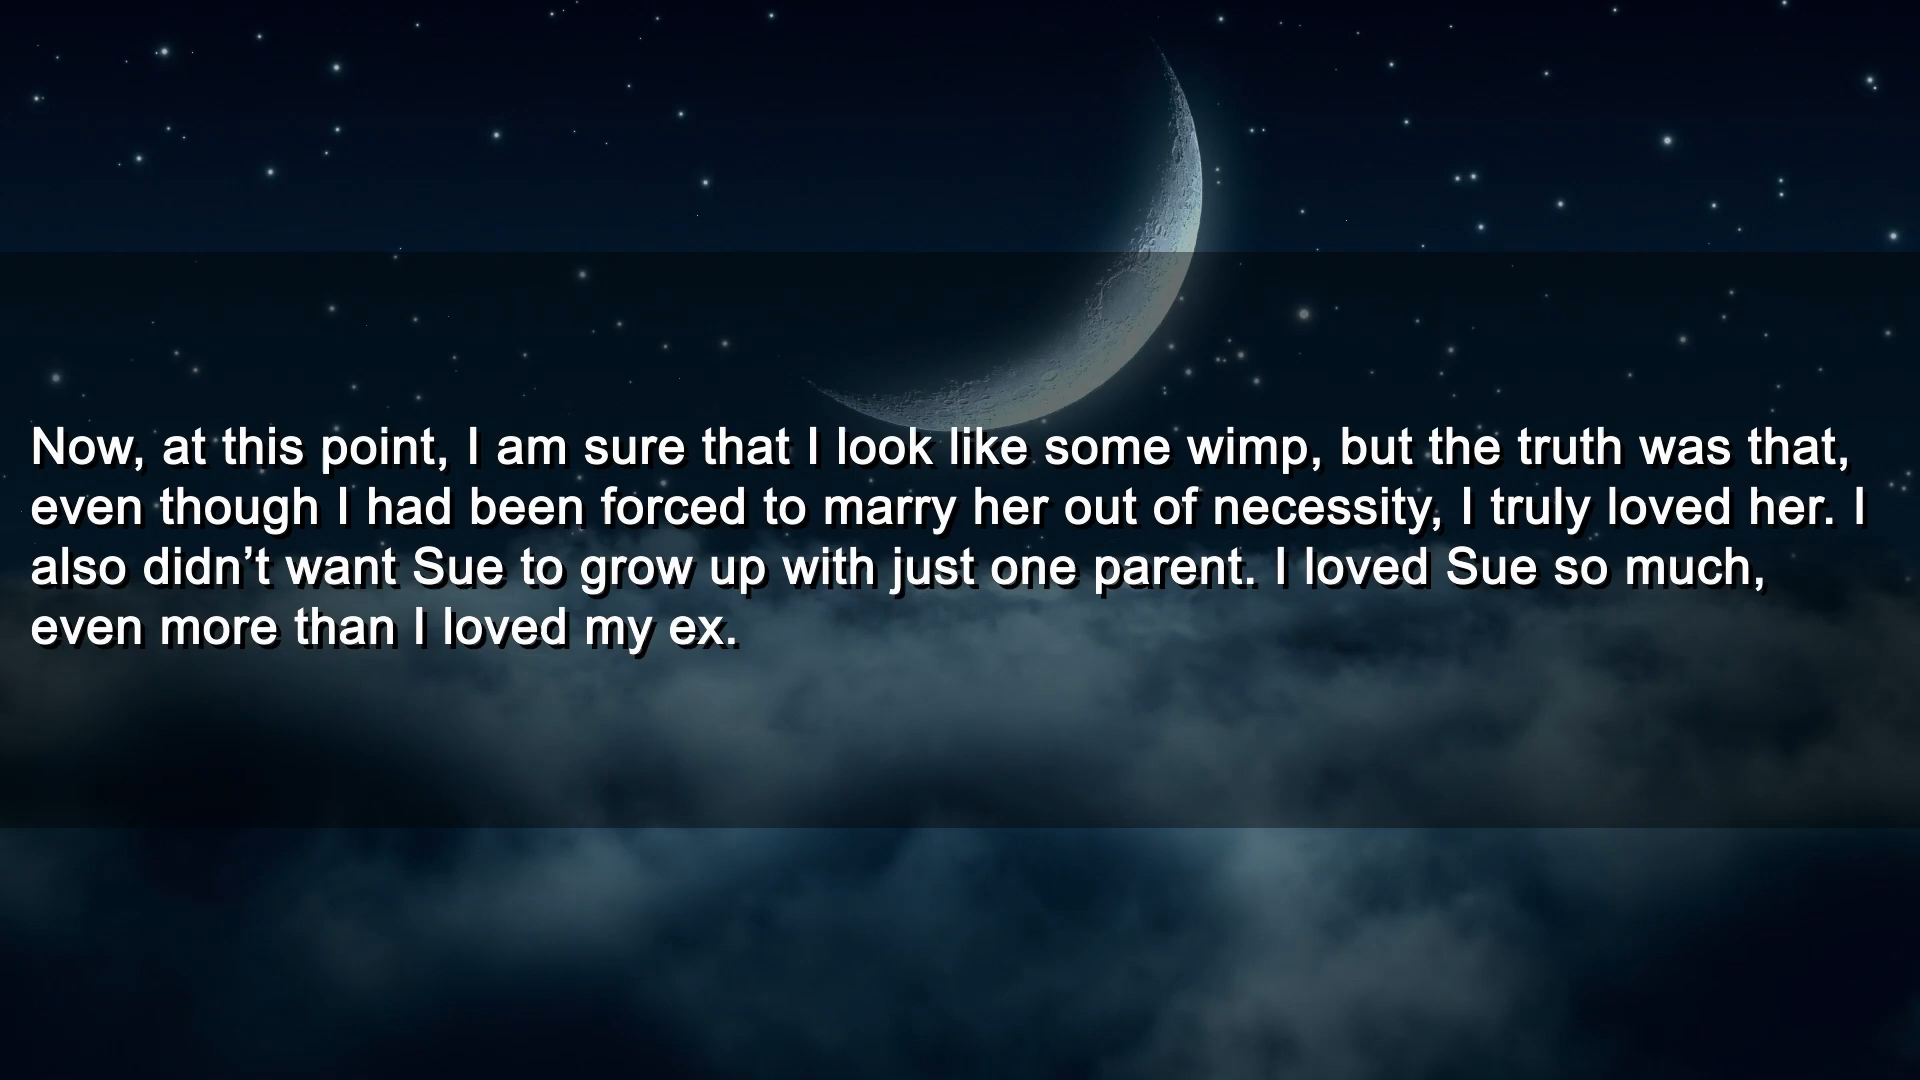 Now, at this point, I am sure that I look like some wimp, but the truth was that,
even though I had been forced to marry her out of necessity, I truly loved her. I
also didn’t want Sue to grow up with just one parent. I loved Sue so much,
even more than I loved my ex.